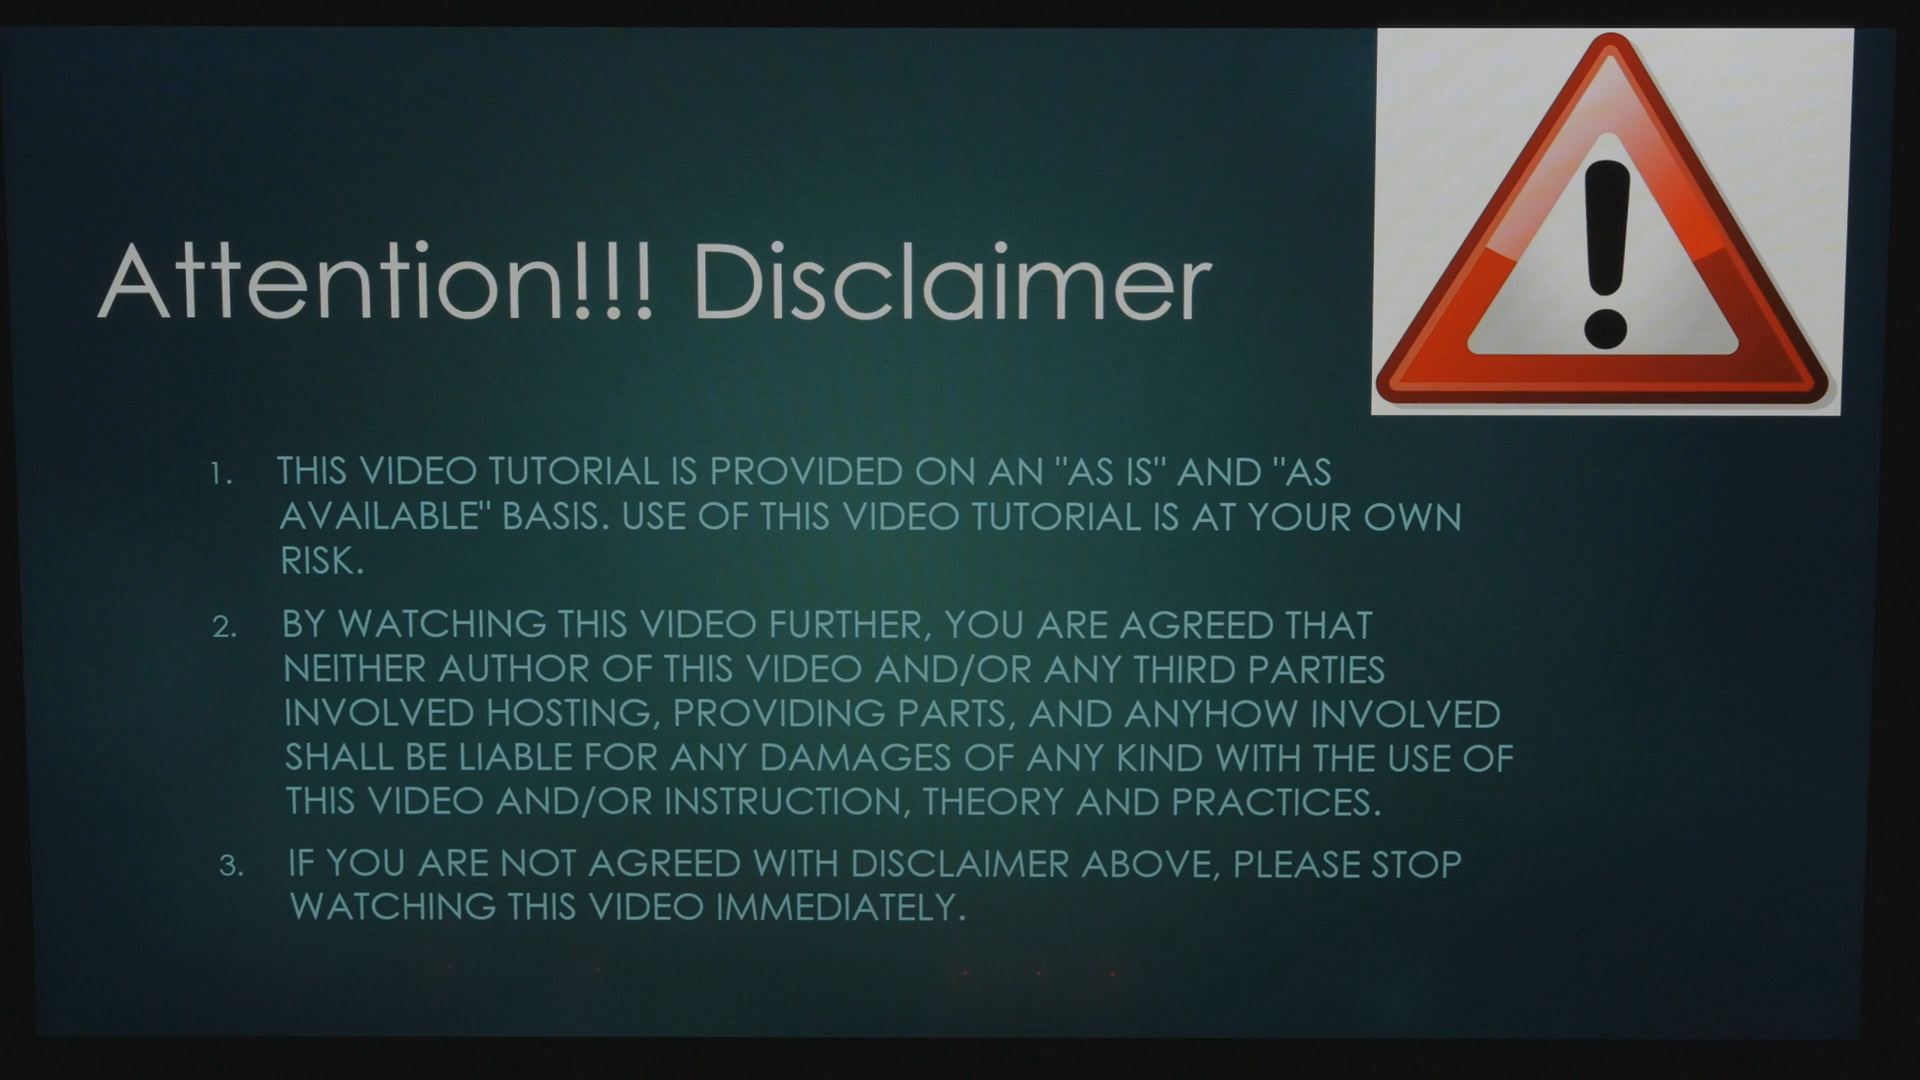 Attention!!! Disclaimer
1. THIS VIDEO TUTORIAL IS PROVIDED ON AN "AS IS" AND "AS
AVAILABLE" BASIS. USE OF THIS VIDEO TUTORIAL IS AT YOUR OWN
RISK.
2. BY WATCHING THIS VIDEO FURTHER, YOU ARE AGREED THAT
NEITHER AUTHOR OF THIS VIDEO AND/OR ANY THIRD PARTIES
INVOLVED HOSTING, PROVIDING PARTS, AND ANYHOW INVOLVED
SHALL BE LIABLE FOR ANY DAMAGES OF ANY KIND WITH THE USE OF
THIS VIDEO AND/OR INSTRUCTION, THEORY AND PRACTICES.
3. IF YOU ARE NOT AGREED WITH DISCLAIMER ABOVE, PLEASE STOP
WATCHING THIS VIDEO IMMEDIATELY.